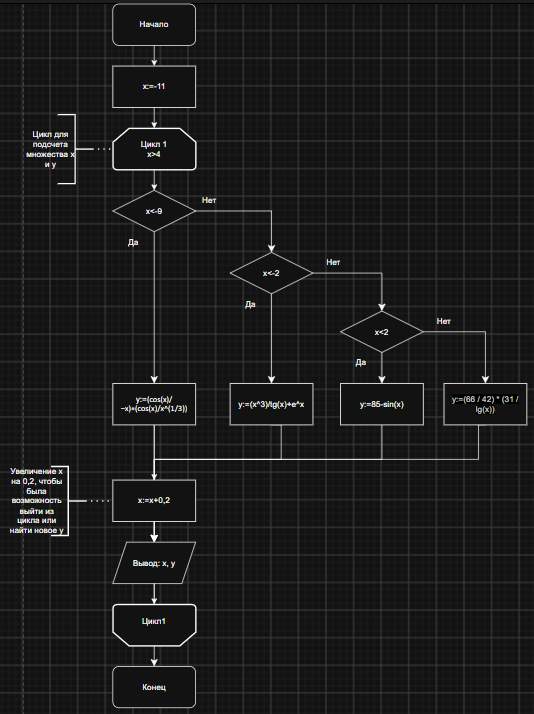 Начало
x:=-11
Цикл для
подсчета
множества x
и y
Цикл 1
x>4
x<-9
Нет
Да
x<-2
Нет
Да
x<2
Нет
Да
y:=(cos(x)/
-x)+(cos(x)/x^(1/3))
y:=(x^3)/lg(x)+e^x
y:=85-sin(x)
y:=(66 / 42) * (31 /
lg(x))
Увеличение x
на 0,2, чтобы
была
возможность
выйти из
цикла или
найти новое y
x:=x+0,2
Вывод: x, y
Цикл1
Конец